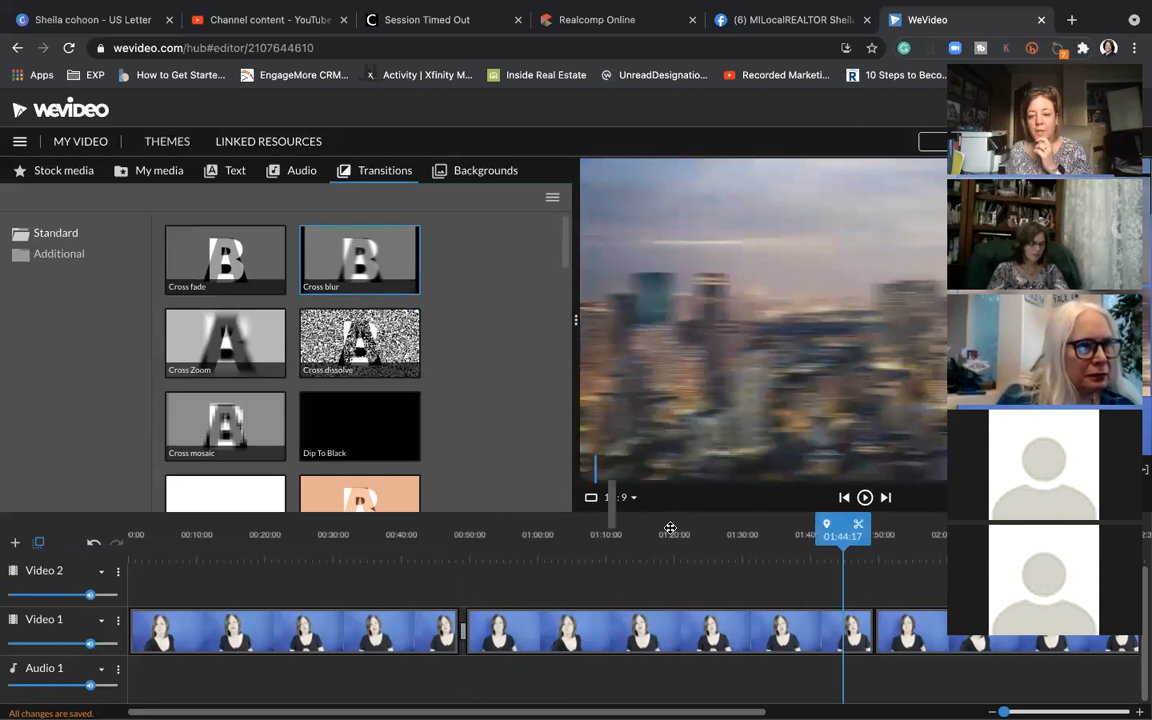 Sheila cohoon - US Letter
Channel content - YouTube
Session Timed Out
Realcomp Online
(6) MILocalREALTOR Sheila
WeVideo
wevideo.com/hub#editor/2107644610
Apps
EXP
How to Get Starte...
EngageMore CRM...
Activity | Xfinity M...
Inside Real Estate
UnreadDesignatio...
Recorded Marketi...
10 Steps to Beco...
wevideo
MY VIDEO
THEMES
LINKED RESOURCES
Stock media
My media
Text
Audio
Transitions
Backgrounds
Standard
Additional
Cross fade
Cross blur
Cross Zoom
Cross dissolve
Cross mosaic
Dip To Black
00:10:00
00:20:00
00:30:00
00:40:00
00:50:00
01:00:00
01:10:00
01:20:00
01:30:00
01:44:17
Video 2
Video 1
Audio 1
All changes are saved.